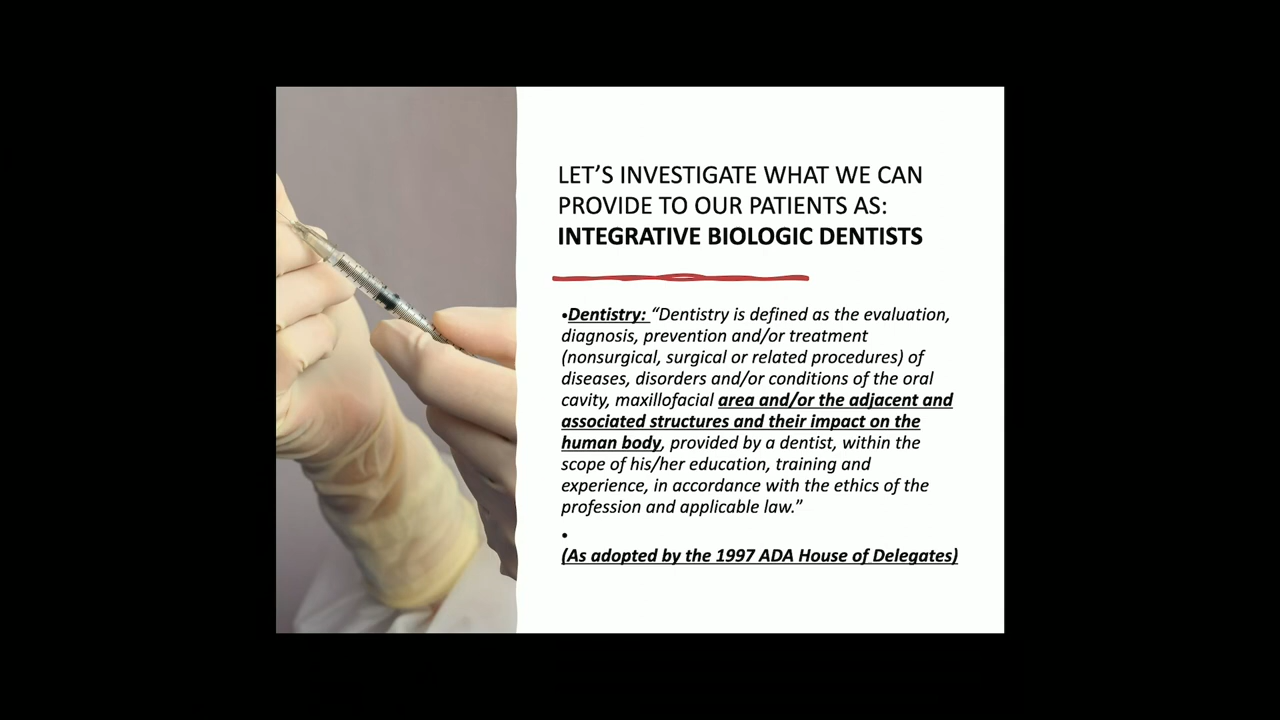 LET’S INVESTIGATE WHAT WE CAN
PROVIDE TO OUR PATIENTS AS:
INTEGRATIVE BIOLOGIC DENTISTS
•Dentistry: “Dentistry is defined as the evaluation,
diagnosis, prevention and/or treatment
(nonsurgical, surgical or related procedures) of
diseases, disorders and/or conditions of the oral
cavity, maxillofacial area and/or the adjacent and
associated structures and their impact on the
human body, provided by a dentist, within the
scope of his/her education, training and
experience, in accordance with the ethics of the
profession and applicable law.”
•
(As adopted by the 1997 ADA House of Delegates)